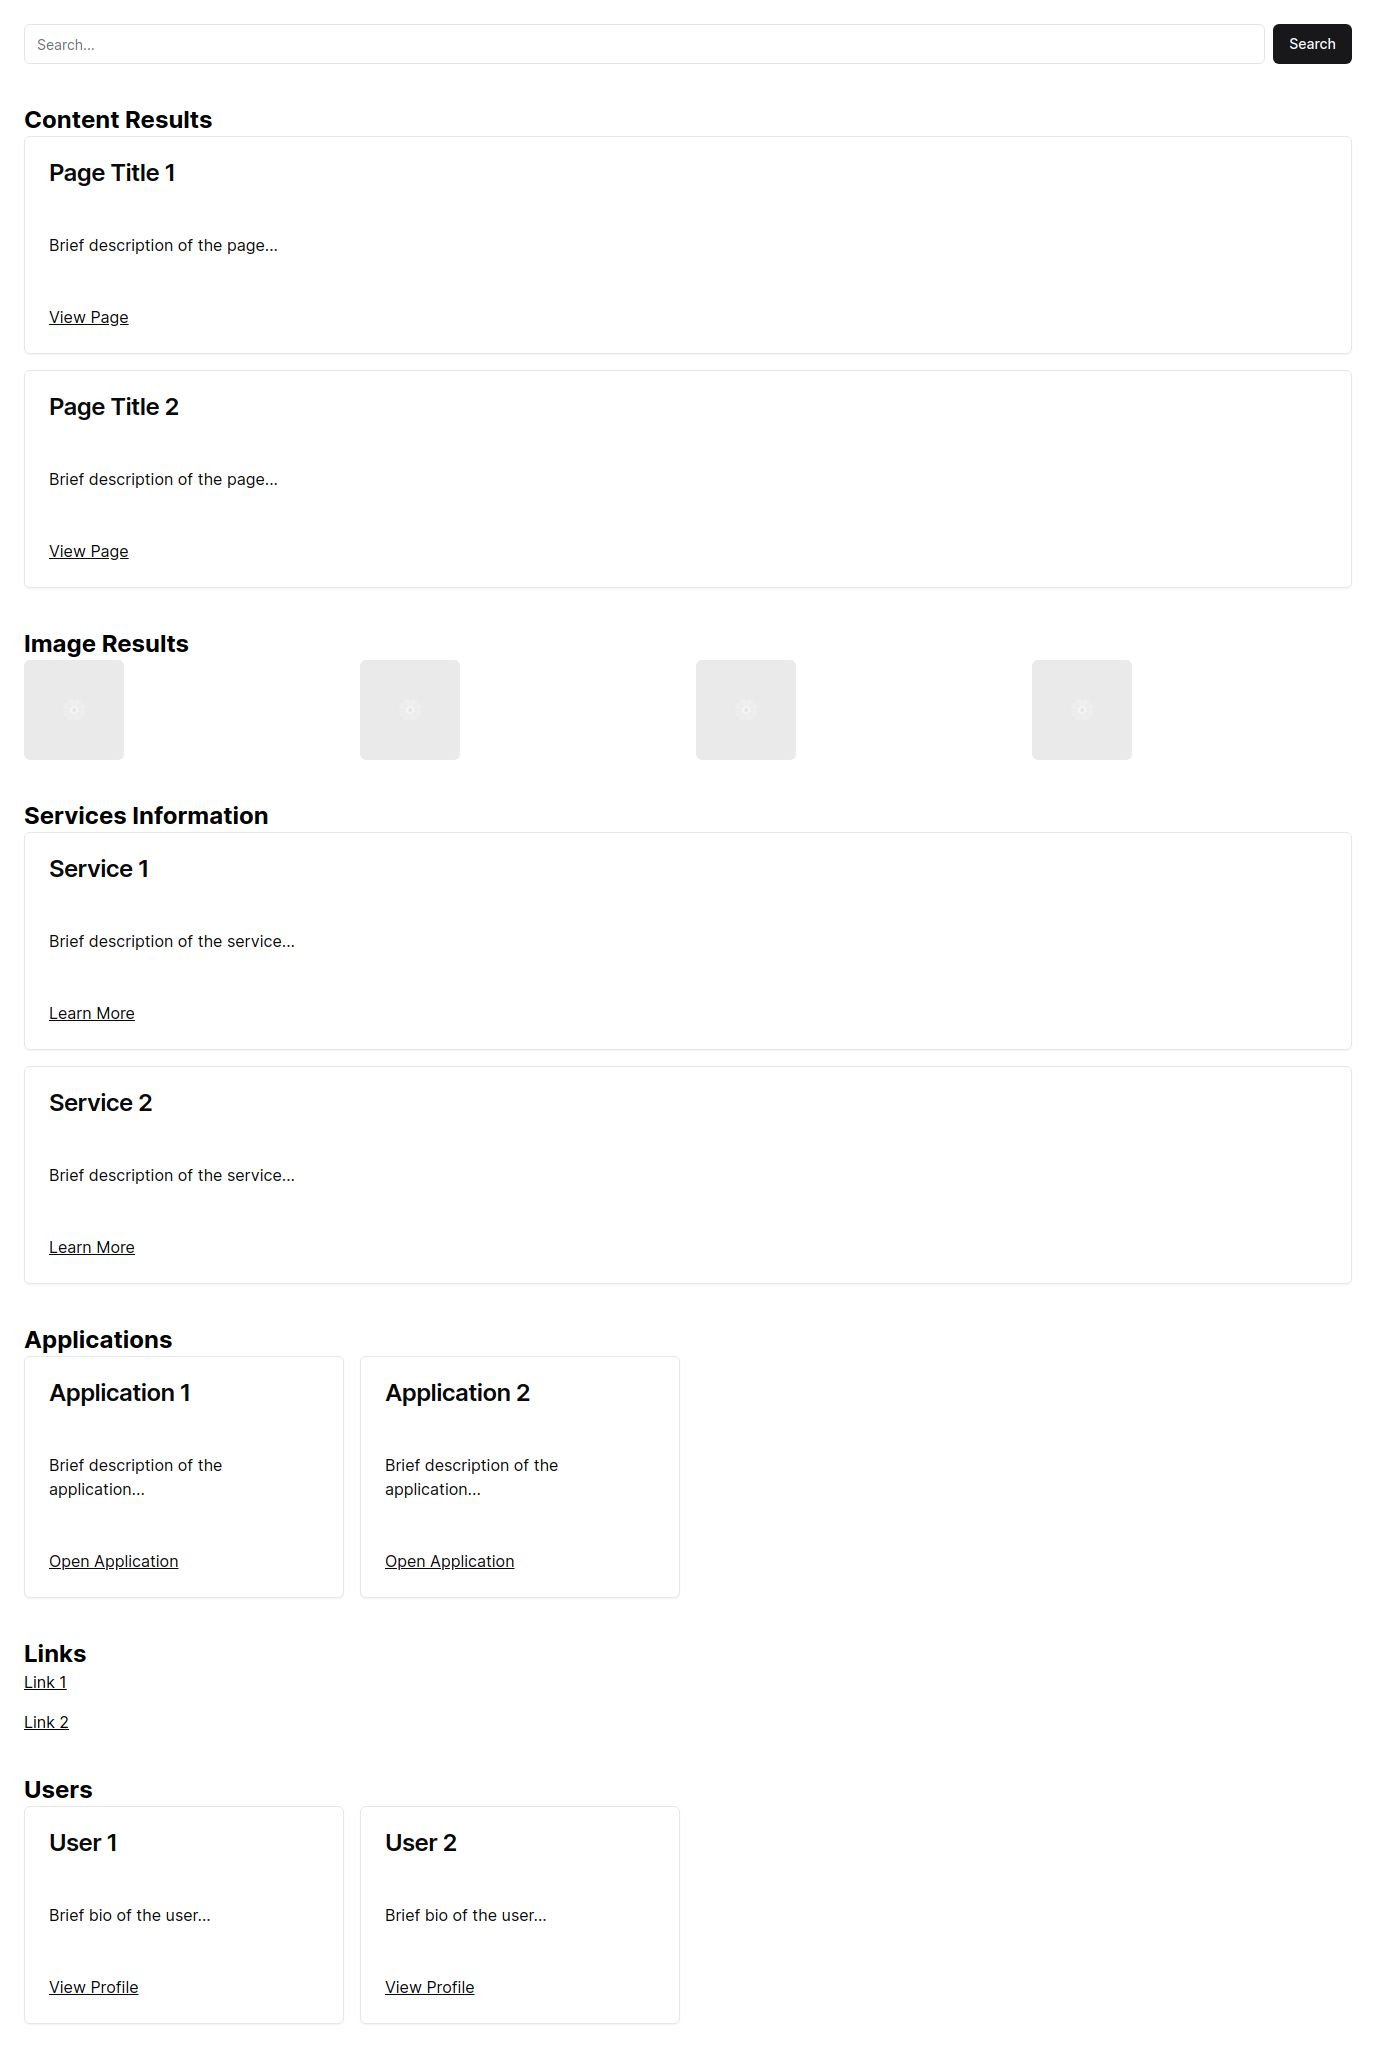 Search...
Search
Content Results
Page Title 1
Brief description of the page...
View Page
Page Title 2
Brief description of the page...
View Page
Image Results
Services Information
Service 1
Brief description of the service...
Learn More
Service 2
Brief description of the service...
Learn More
Applications
Application 1
Brief description of the
application...
Open Application
Application 2
Brief description of the
application...
Open Application
Links
Link 1
Link 2
Users
User 1
Brief bio of the user...
View Profile
User 2
Brief bio of the user...
View Profile